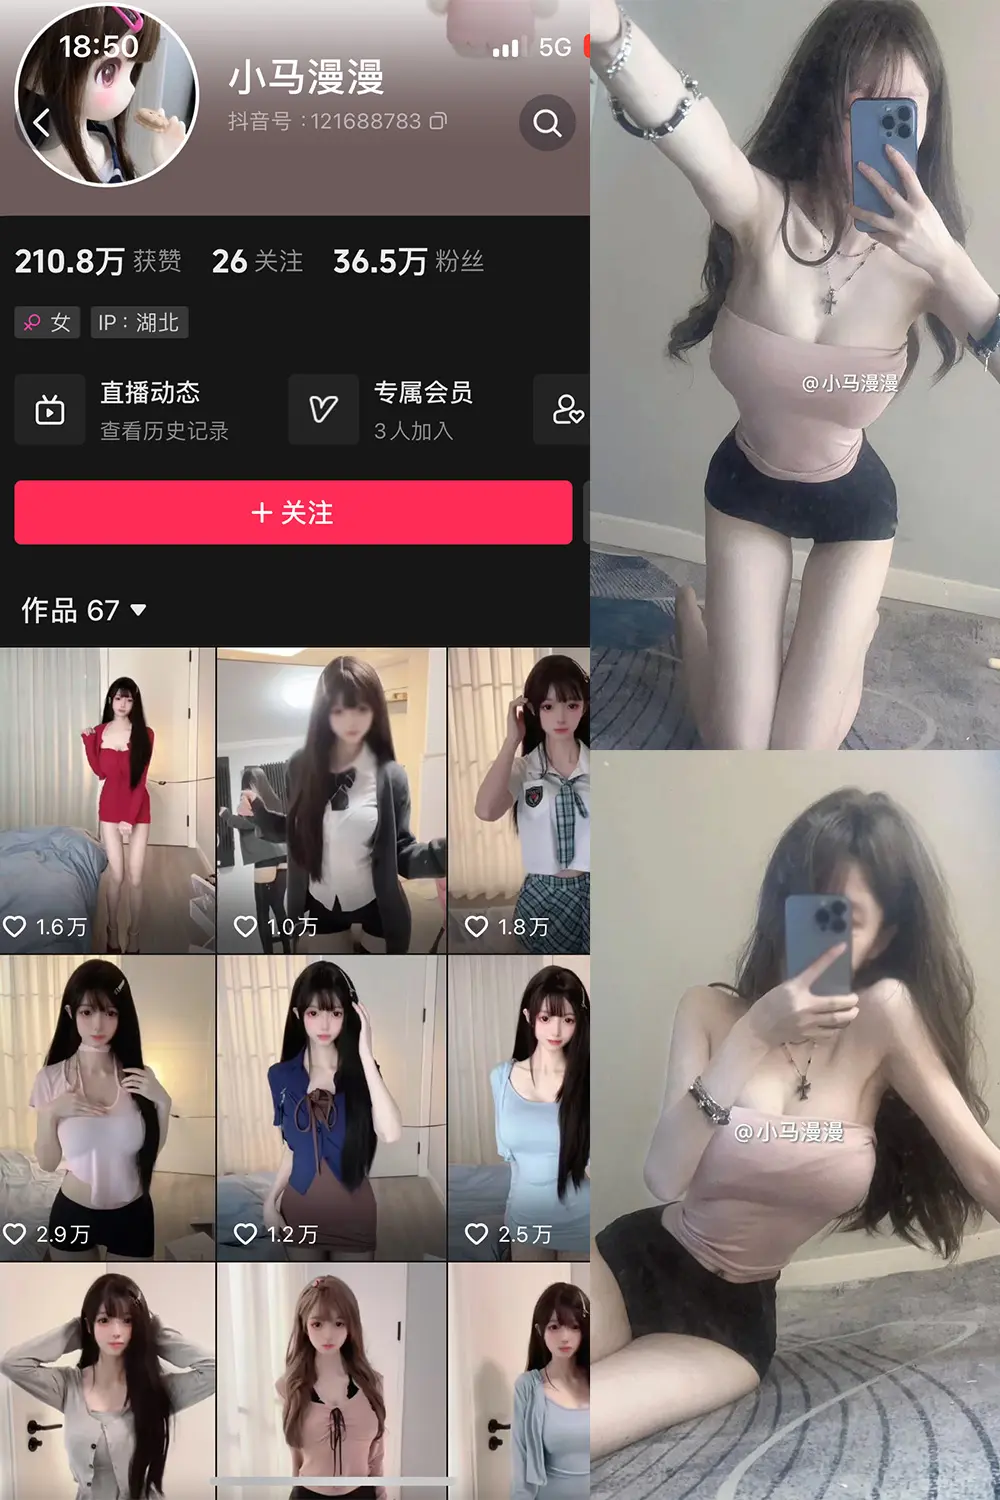 18:50
5G
小马漫漫
抖音号：121688783
210.8万 获赞 26 关注 36.5万 粉丝
女 IP：湖北
直播动态
查看历史记录
专属会员
3人加入
+ 关注
作品 67
1.6万
1.0万
1.8万
2.9万
1.2万
2.5万
@小马漫漫
@小马漫漫